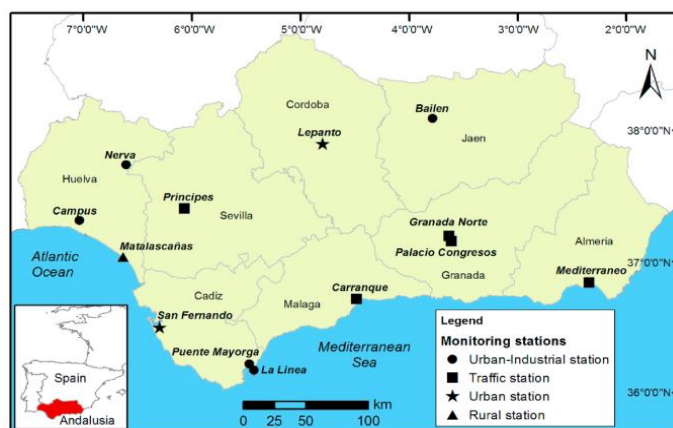 7°0'0"W
6°0'0"W
5°0'0"W
4°0'0"W
3°0'0"W
2°0'0"W
N
Cordoba
Lepanto
Bailen
Jaen
38°0'0"N
Nerva
Huelva
Principes
Sevilla
Campus
Granada Norte
Palacio Congresos
Granada
Almeria
Matalascañas
Atlantic
Ocean
37°0'0"N
Mediterraneo
Carranque
Cadiz
Malaga
San Fernando
Mediterranean
Sea
Puente Mayorga
La Linea
36°0'0"N
Spain
Andalusia
km
0 25 50 100
Legend
Monitoring stations
Urban-Industrial station
Traffic station
Urban station
Rural station